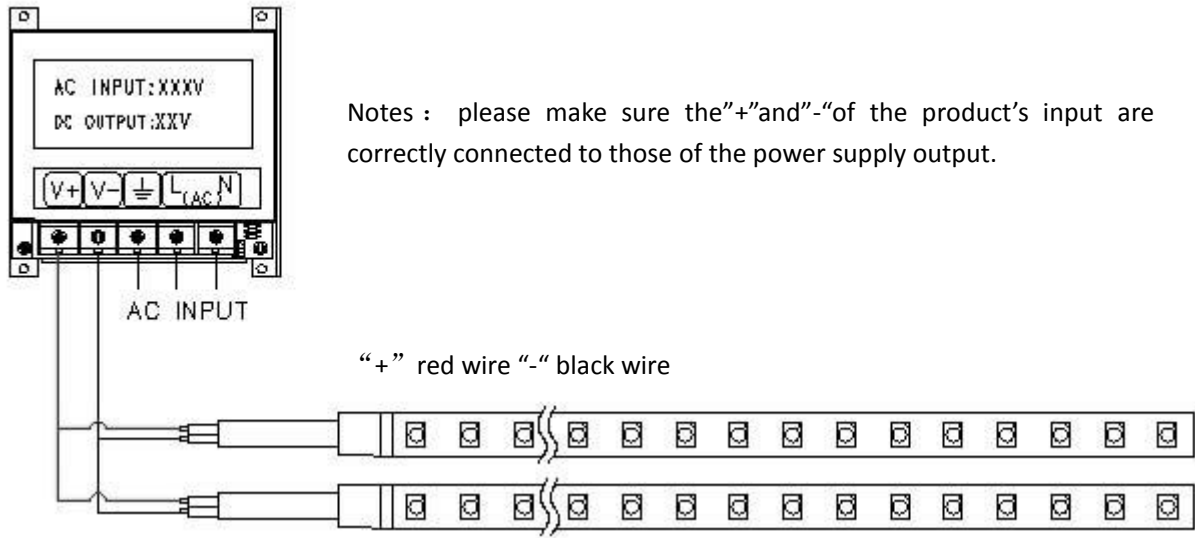 AC INPUT:XXXV
DC OUTPUT:XXV
V+ V- L(AC)N
AC INPUT
Notes： please make sure the”+”and”-“of the product’s input are
correctly connected to those of the power supply output.
“+” red wire “-“ black wire